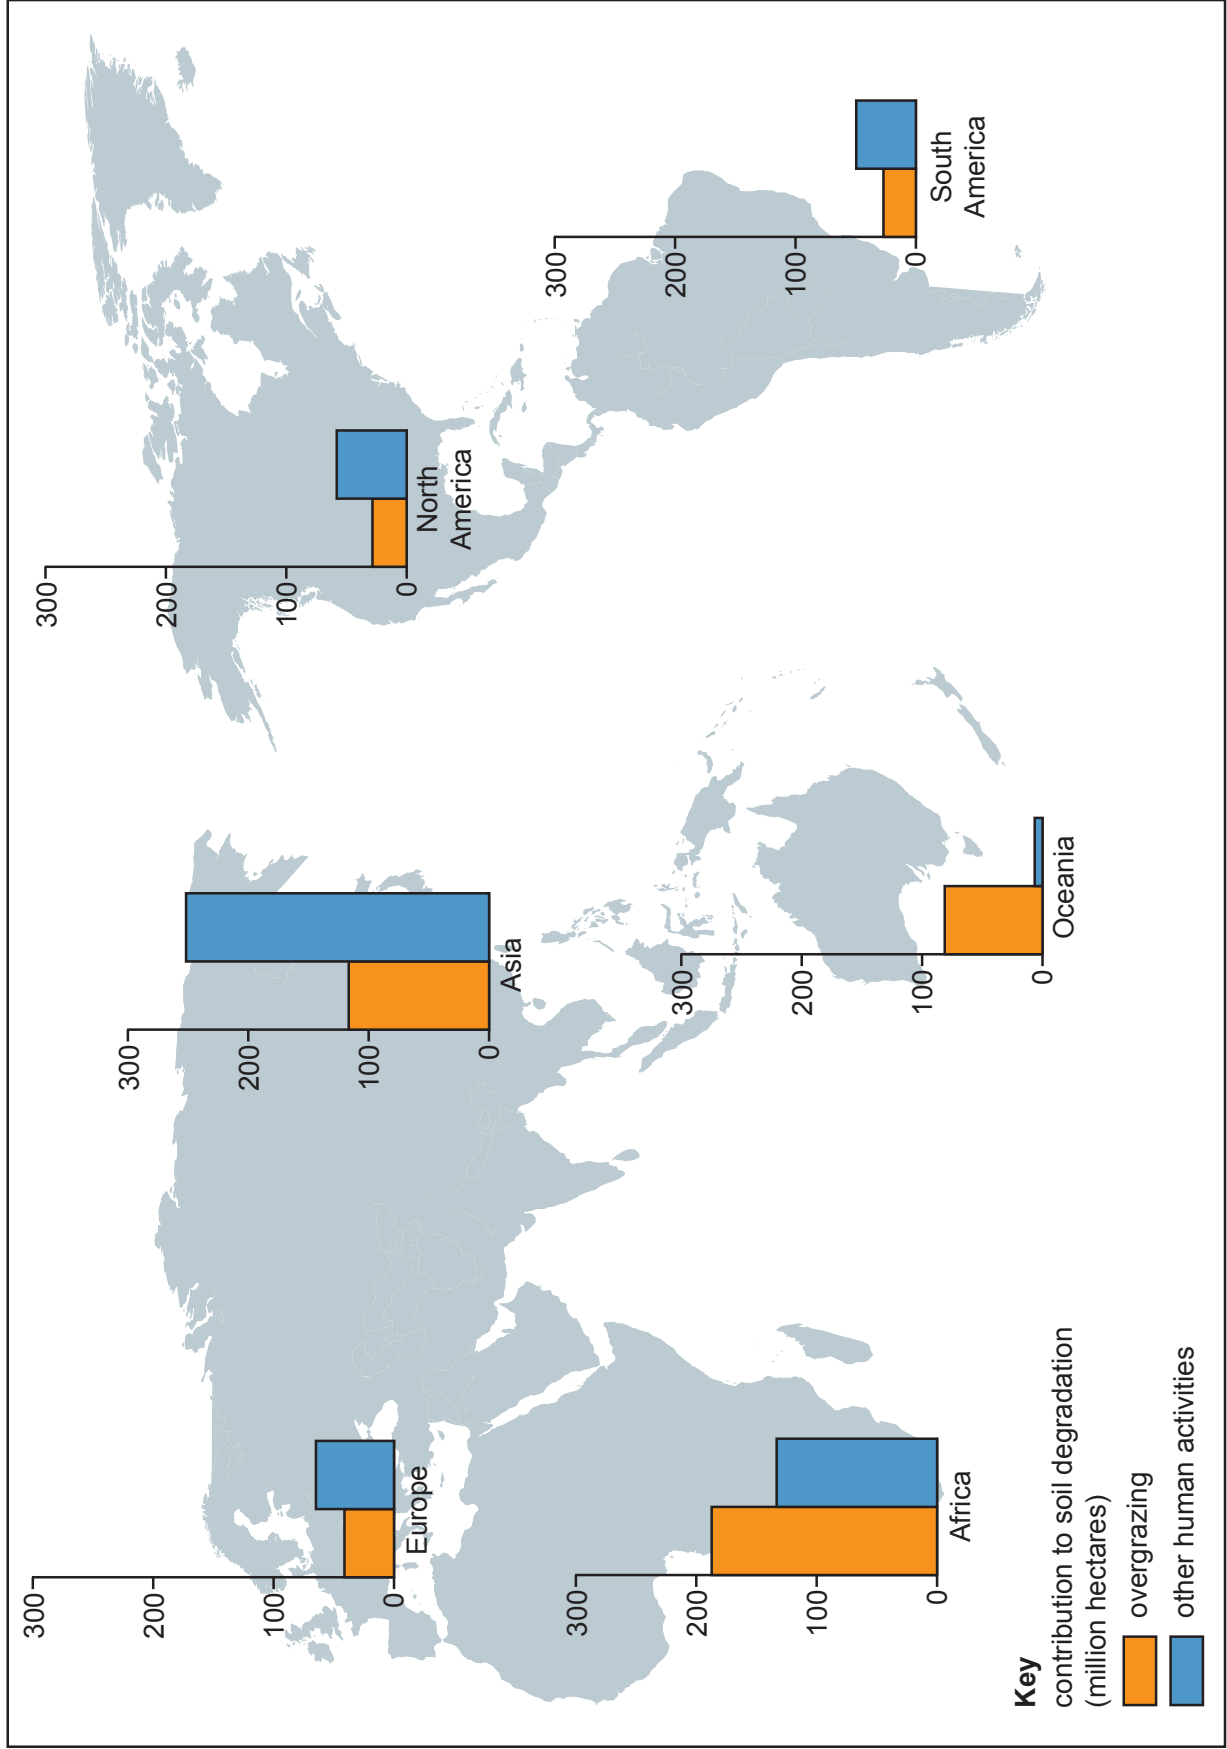 300
200
100
0
Europe
300
200
100
0
Asia
300
200
100
0
North
America
300
200
100
0
Africa
300
200
100
0
Oceania
300
200
100
0
South
America
Key
contribution to soil degradation
(million hectares)
overgrazing
other human activities